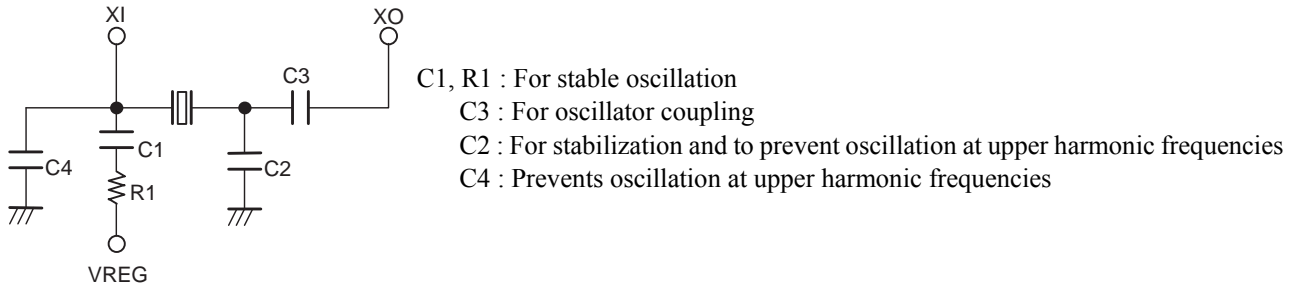 XI
XO
C3
C1
C4
C2
R1
VREG
C1, R1 : For stable oscillation
C3 : For oscillator coupling
C2 : For stabilization and to prevent oscillation at upper harmonic frequencies
C4 : Prevents oscillation at upper harmonic frequencies